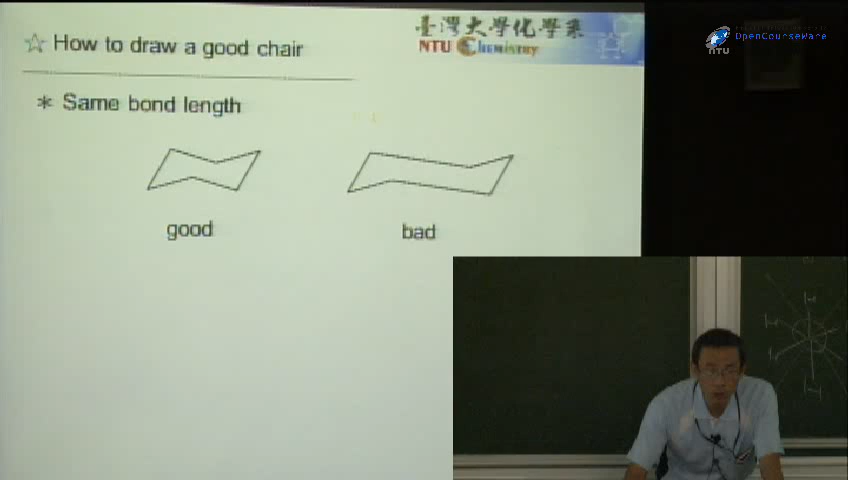 臺灣大學化學系
NTU Chemistry
OpenCourseWare
NTU
☆ How to draw a good chair
* Same bond length
good
bad